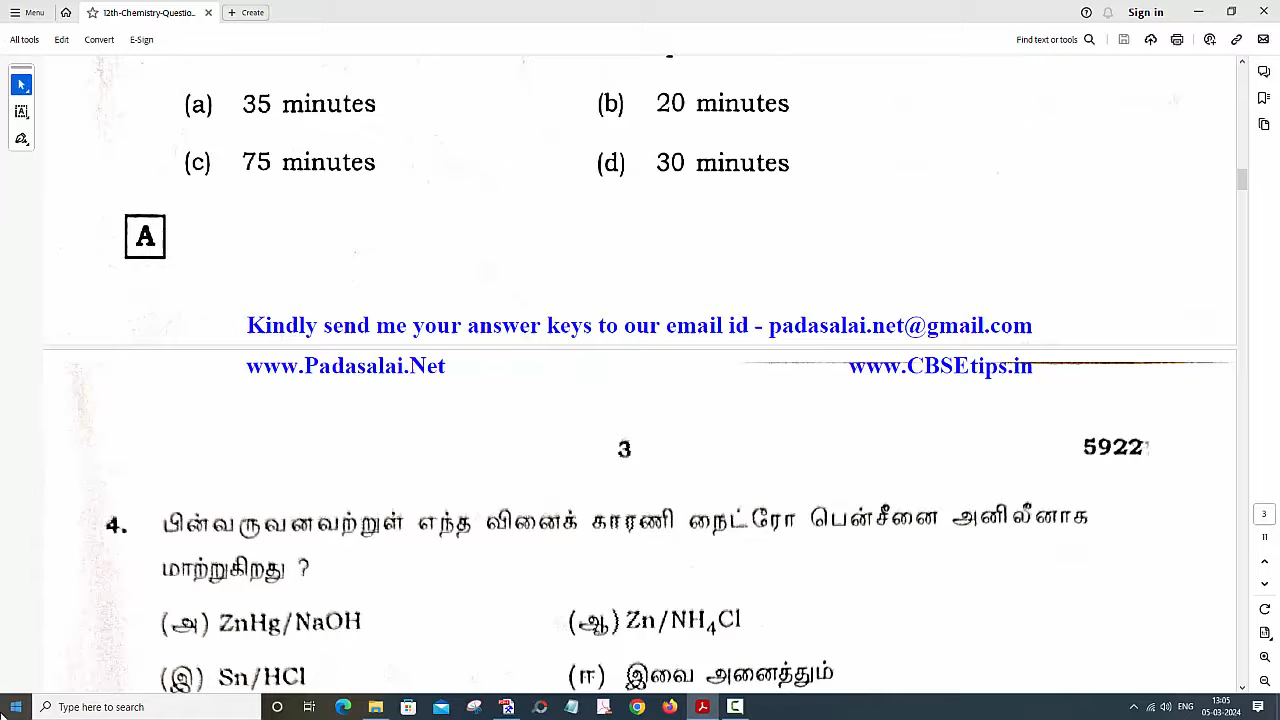 Menu
12th-Chemistry-Questio...
Create
Sign in
All tools
Edit
Convert
E-Sign
Find text or tools
(a) 35 minutes
(b) 20 minutes
(c) 75 minutes
(d) 30 minutes
A
Kindly send me your answer keys to our email id - padasalai.net@gmail.com
www.Padasalai.Net
www.CBSEtips.in
3
5922
4. பின்வருவனவற்றுள் எந்த வினைக் காரணி நைட்ரோ பென்சீனை அனிலீனாக
மாற்றுகிறது ?
(அ) ZnHg/NaOH
(ஆ) Zn/NH₄Cl
(இ) Sn/HCl
(ஈ) இவை அனைத்தும்
3
11
Type here to search
ENG
13:05
05-03-2024